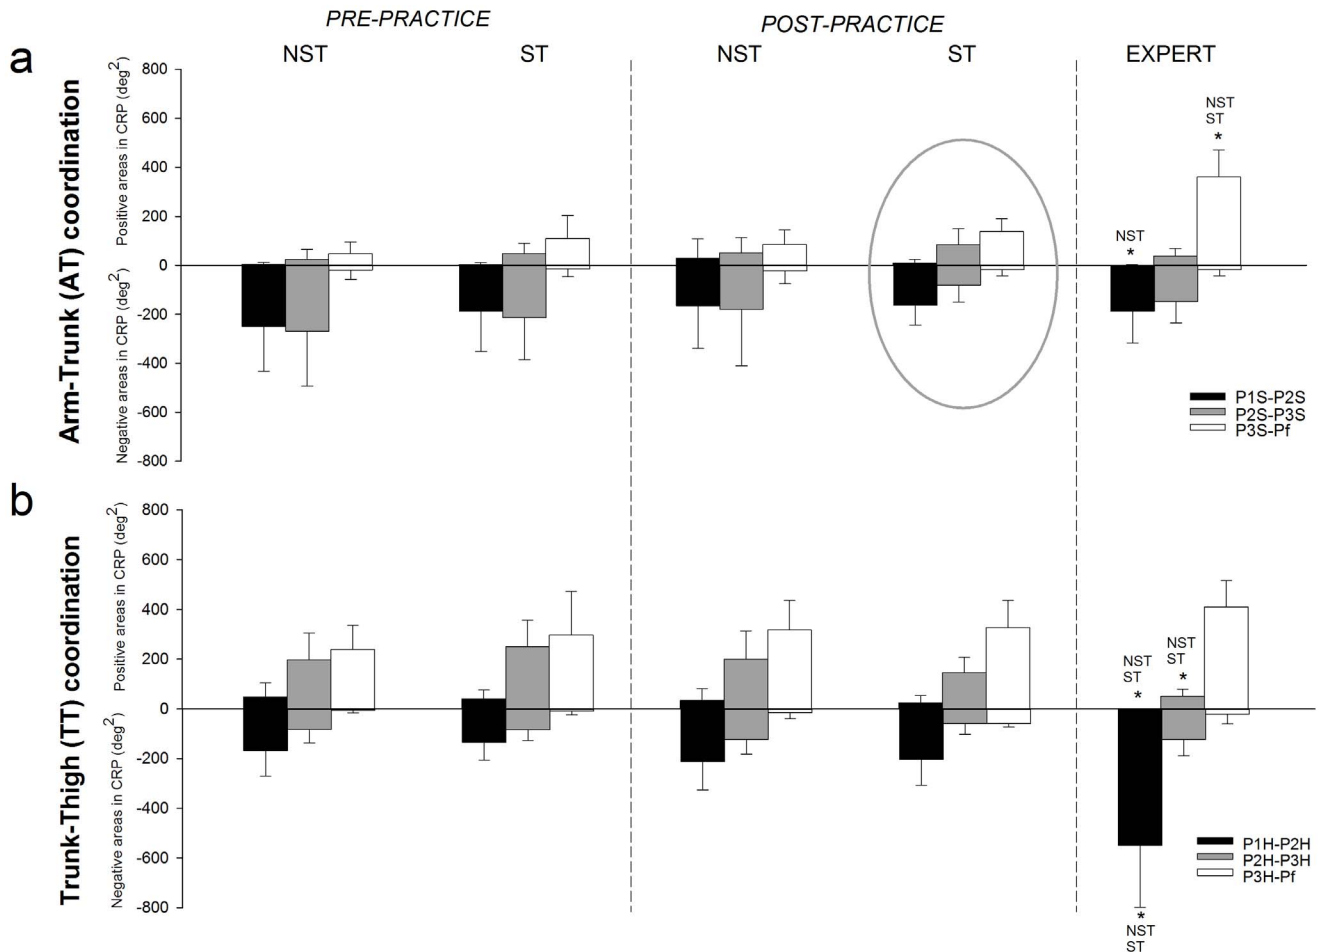 PRE-PRACTICE
POST-PRACTICE
NST
ST
NST
ST
EXPERT
a
Arm-Trunk (AT) coordination
Positive areas in CRP (deg2)
Negative areas in CRP (deg2)
800
600
400
200
0
-200
-400
-600
-800
NST
*
NST
ST
*
P1S-P2S
P2S-P3S
P3S-Pf
b
Trunk-Thigh (TT) coordination
Positive areas in CRP (deg2)
Negative areas in CRP (deg2)
800
600
400
200
0
-200
-400
-600
-800
NST
ST
*
NST
ST
*
P1H-P2H
P2H-P3H
P3H-Pf
*
NST
ST